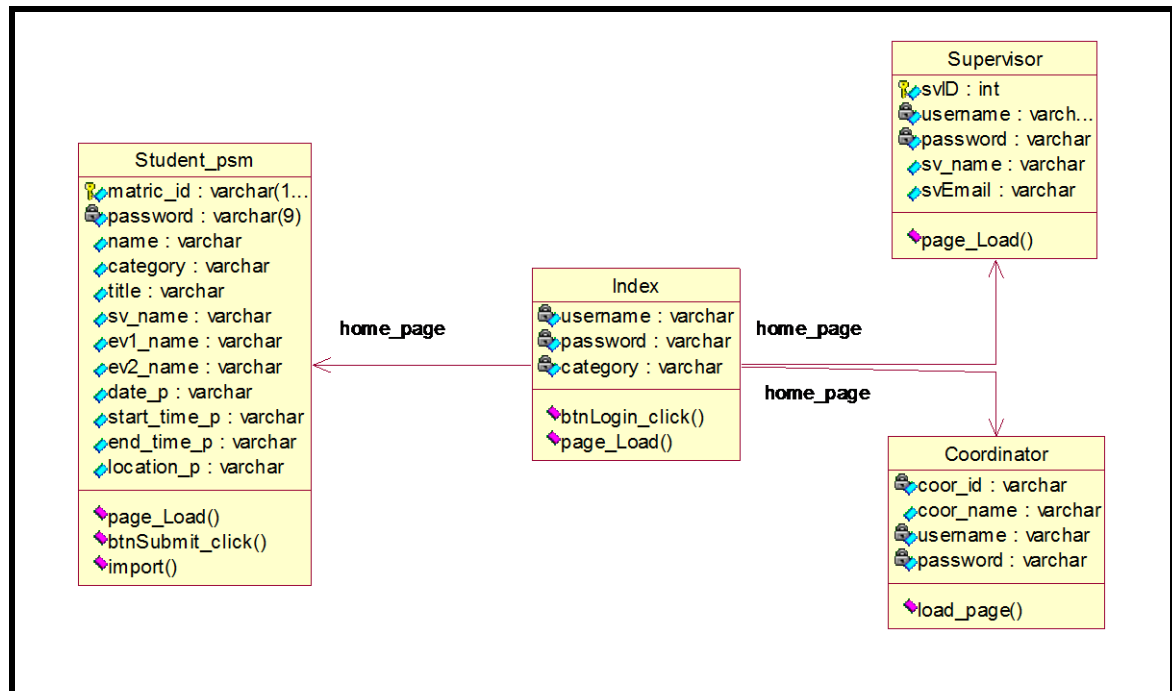 Student_psm
matric_id : varchar(1...
password : varchar(9)
name : varchar
category : varchar
title : varchar
sv_name : varchar
ev1_name : varchar
ev2_name : varchar
date_p : varchar
start_time_p : varchar
end_time_p : varchar
location_p : varchar
page_Load()
btnSubmit_click()
import()
home_page
Index
username : varchar
password : varchar
category : varchar
btnLogin_click()
page_Load()
home_page
home_page
Supervisor
svID : int
username : varch...
password : varchar
sv_name : varchar
svEmail : varchar
page_Load()
Coordinator
coor_id : varchar
coor_name : varchar
username : varchar
password : varchar
load_page()